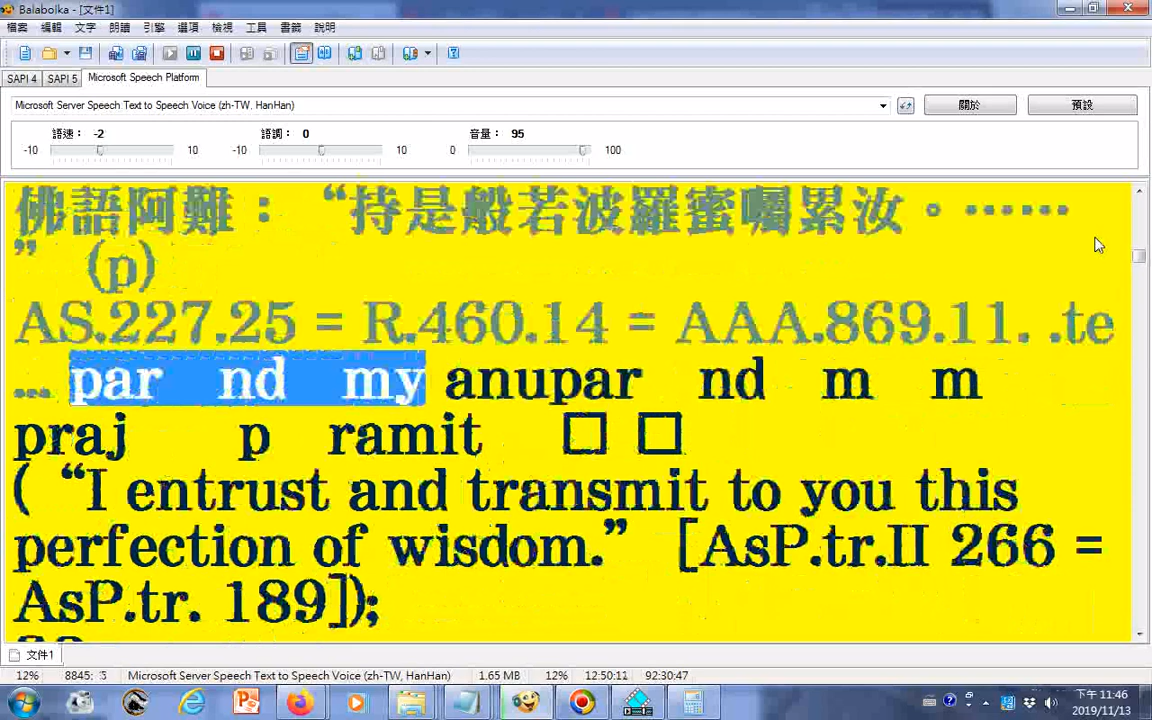 Balabolka - [文件1]
檔案 編輯 文字 朗讀 引擎 選項 檢視 工具 書籤 說明
SAPI 4 SAPI 5 Microsoft Speech Platform
Microsoft Server Speech Text to Speech Voice (zh-TW, HanHan) 關於 預設
語速： -2 語調： 0 音量： 95
-10 10 -10 10 0 100
佛語阿難：“持是般若波羅蜜囑累汝。……
” (p)
AS.227.25 = R.460.14 = AAA.869.11. .te
... par nd my anupar nd m m
praj p ramit □ □
( “I entrust and transmit to you this
perfection of wisdom.” [AsP.tr.II 266 =
AsP.tr. 189]);
文件1
12% Microsoft Server Speech Text to Speech Voice (zh-TW, HanHan) 1.65 MB 12% 12:50:11 92:30:47
下午 11:46
2019/11/13